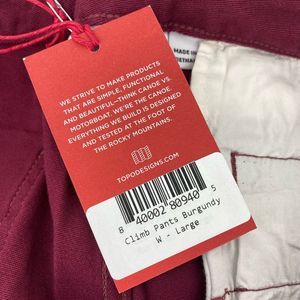 WE STRIVE TO MAKE PRODUCTS
THAT ARE SIMPLE, FUNCTIONAL
AND BEAUTIFUL–THINK CANOE VS.
MOTORBOAT. WE'RE THE CANOE.
EVERYTHING WE BUILD IS DESIGNED
AND TESTED AT THE FOOT OF
THE ROCKY MOUNTAINS.
TOPODESIGNS.COM
8 40002 80940 5
Climb Pants Burgundy
W - Large
MADE IN
VIETNAM